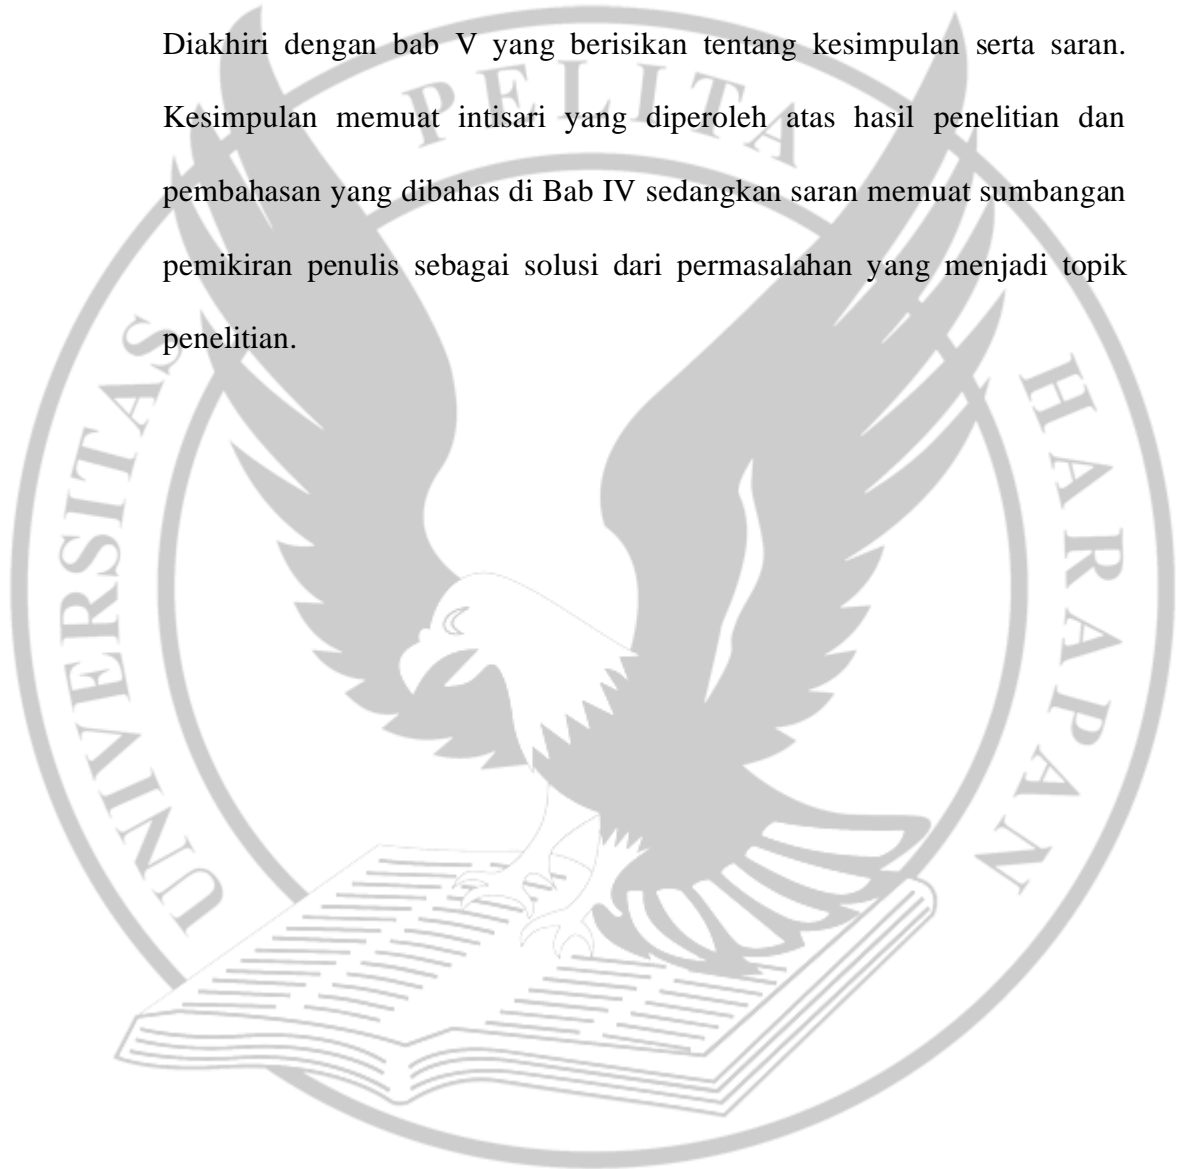 Diakhiri dengan bab V yang berisikan tentang kesimpulan serta saran.
Kesimpulan memuat intisari yang diperoleh atas hasil penelitian dan
pembahasan yang dibahas di Bab IV sedangkan saran memuat sumbangan
pemikiran penulis sebagai solusi dari permasalahan yang menjadi topik
penelitian.
UNIVERSITAS PELITA HARAPAN